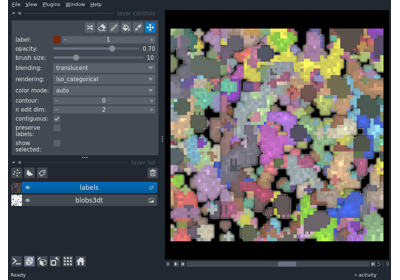 File View Plugins Window Help
layer controls
label: 1
opacity: 0.70
brush size: 10
blending: translucent
rendering: iso_categorical
color mode: auto
contour: 0
n edit dim: 2
contiguous:
preserve
labels:
show
selected:
layer list
labels
blobs3dt
Ready
activity